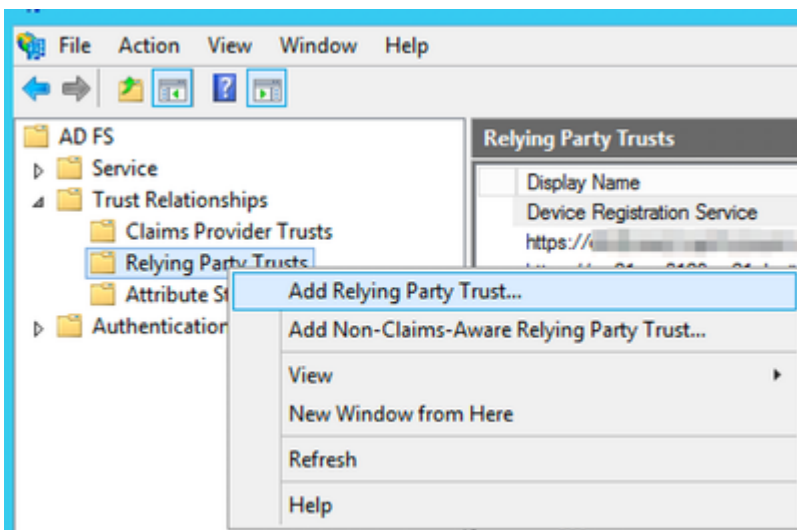 File Action View Window Help
AD FS
Service
Trust Relationships
Claims Provider Trusts
Relying Party Trusts
Attribute St
Authentication
Relying Party Trusts
Display Name
Device Registration Service
https://
Add Relying Party Trust...
Add Non-Claims-Aware Relying Party Trust...
View
New Window from Here
Refresh
Help